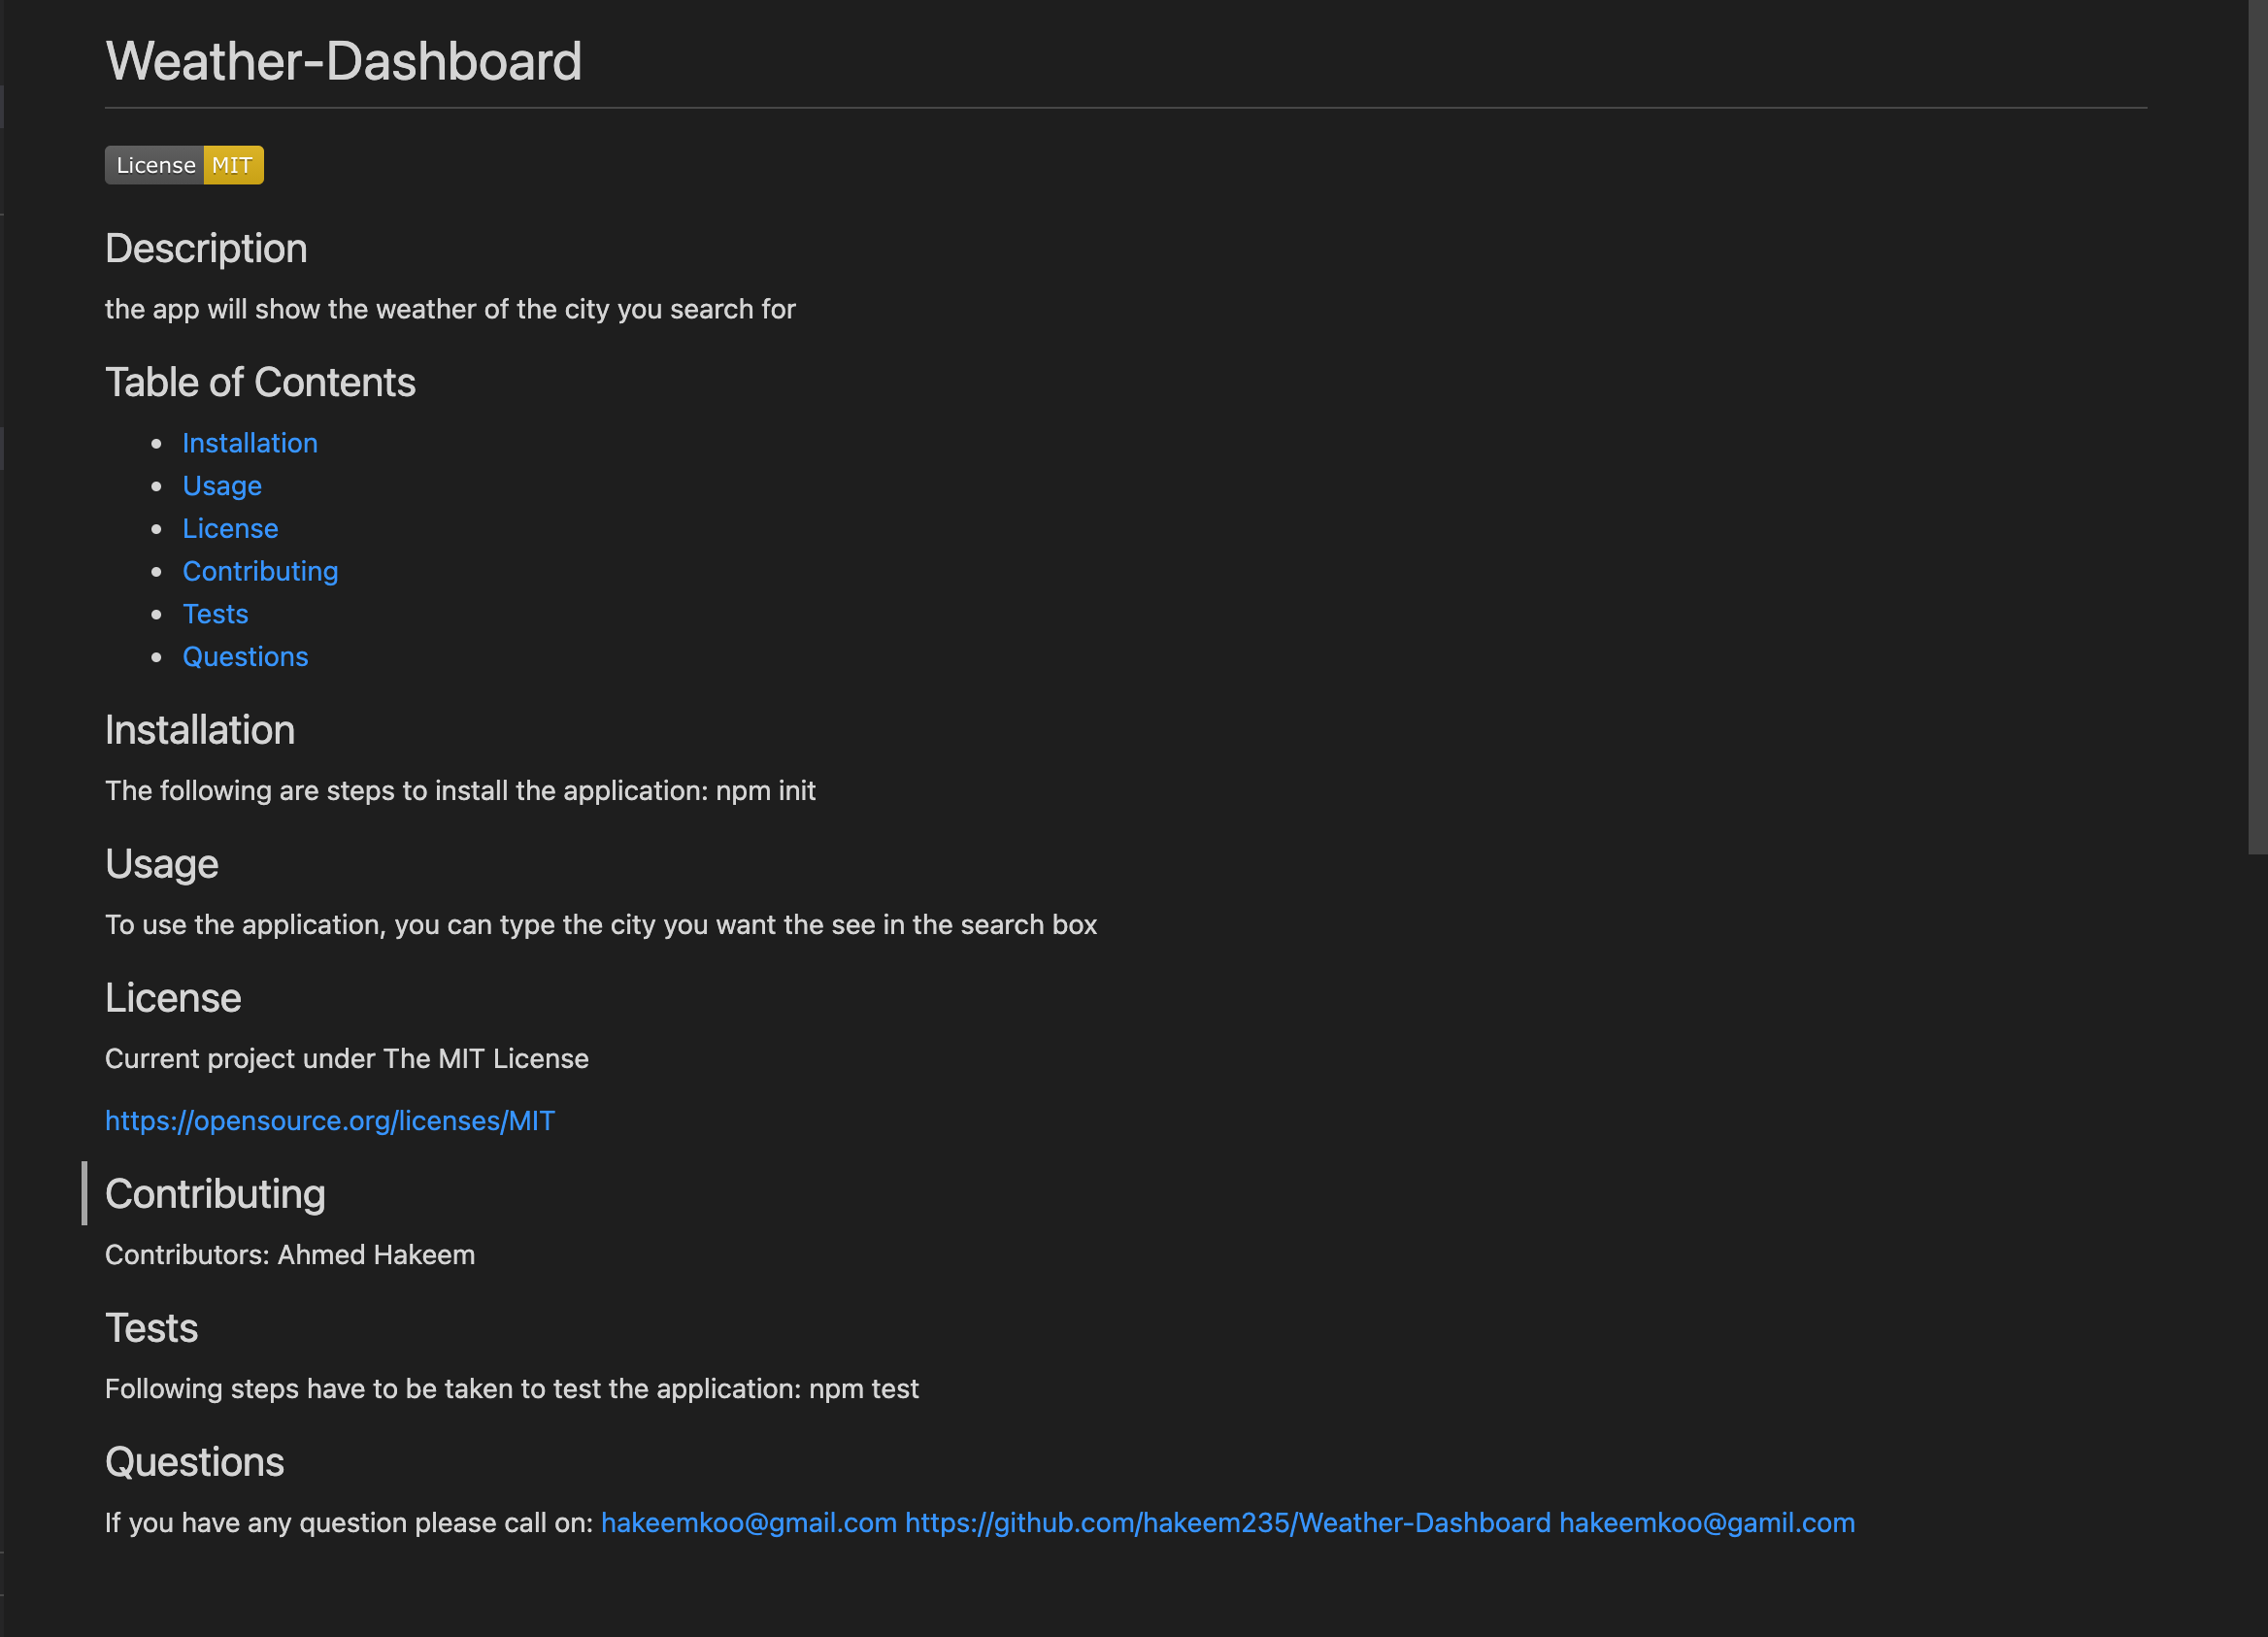 Weather-Dashboard
License MIT
Description
the app will show the weather of the city you search for
Table of Contents
Installation
Usage
License
Contributing
Tests
Questions
Installation
The following are steps to install the application: npm init
Usage
To use the application, you can type the city you want the see in the search box
License
Current project under The MIT License
https://opensource.org/licenses/MIT
Contributing
Contributors: Ahmed Hakeem
Tests
Following steps have to be taken to test the application: npm test
Questions
If you have any question please call on: hakeemkoo@gmail.com https://github.com/hakeem235/Weather-Dashboard hakeemkoo@gamil.com